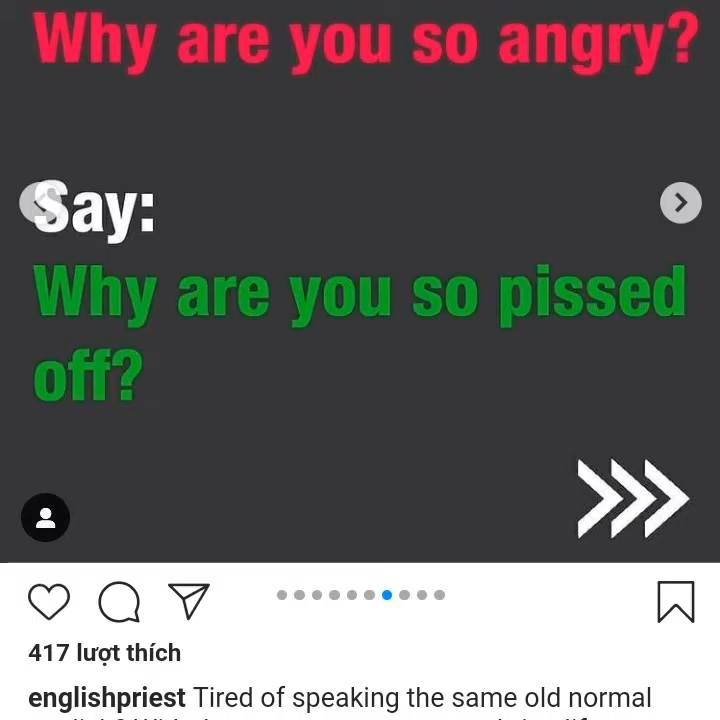 Why are you so angry?
Say:
Why are you so pissed
off?
417 lượt thích
englishpriest Tired of speaking the same old normal